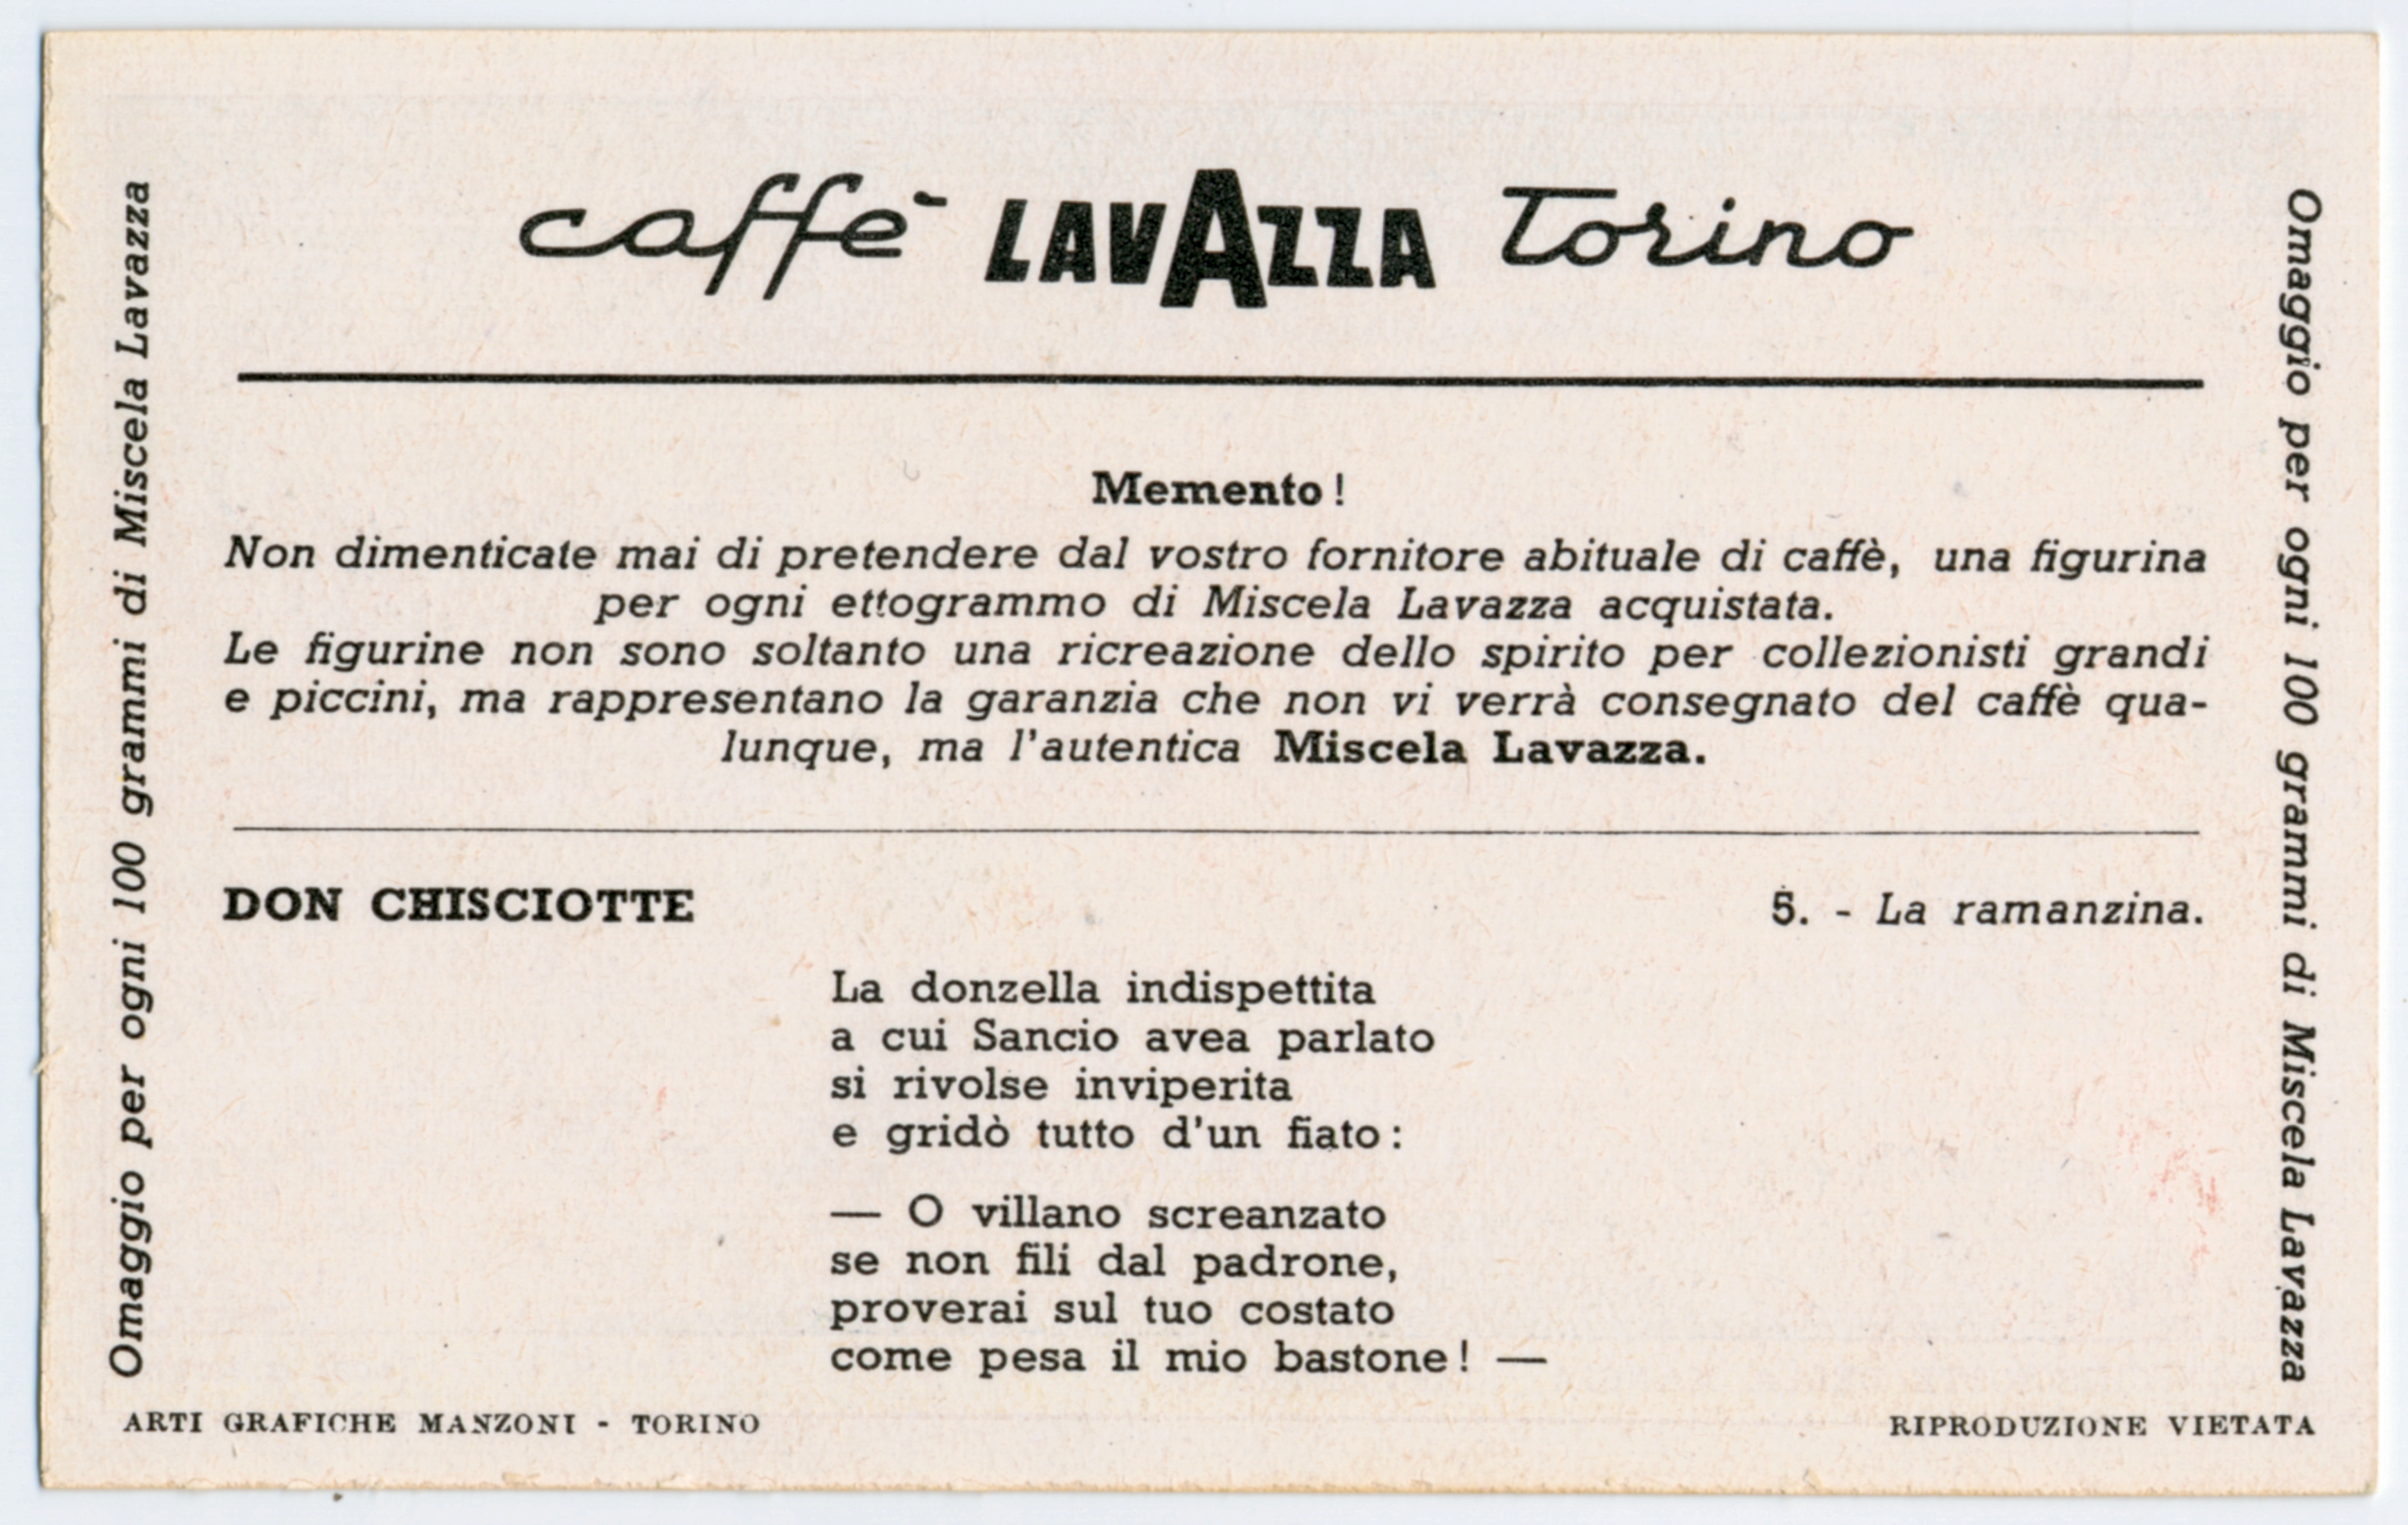 caffè LAVAZZA Torino
Memento!
Non dimenticate mai di pretendere dal vostro fornitore abituale di caffè, una figurina
per ogni ettogrammo di Miscela Lavazza acquistata.
Le figurine non sono soltanto una ricreazione dello spirito per collezionisti grandi
e piccini, ma rappresentano la garanzia che non vi verrà consegnato del caffè qua-
lunque, ma l'autentica Miscela Lavazza.
DON CHISCIOTTE
5. - La ramanzina.
La donzella indispettita
a cui Sancio avea parlato
si rivolse inviperita
e gridò tutto d'un fiato:
— O villano screanzato
se non fili dal padrone,
proverai sul tuo costato
come pesa il mio bastone! —
ARTI GRAFICHE MANZONI - TORINO
RIPRODUZIONE VIETATA
Omaggio per ogni 100 grammi di Miscela Lavazza
Omaggio per ogni 100 grammi di Miscela Lavazza